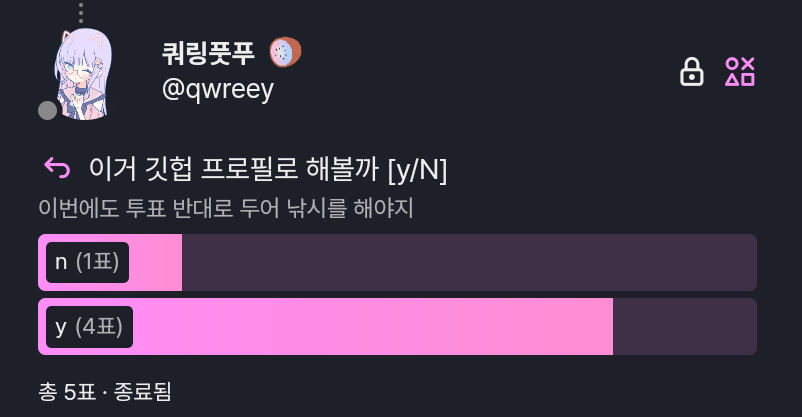 쿼링풋푸
@qwreey
이거 깃헙 프로필로 해볼까 [y/N]
이번에도 투표 반대로 두어 낚시를 해야지
n (1표)
y (4표)
총 5표 · 종료됨